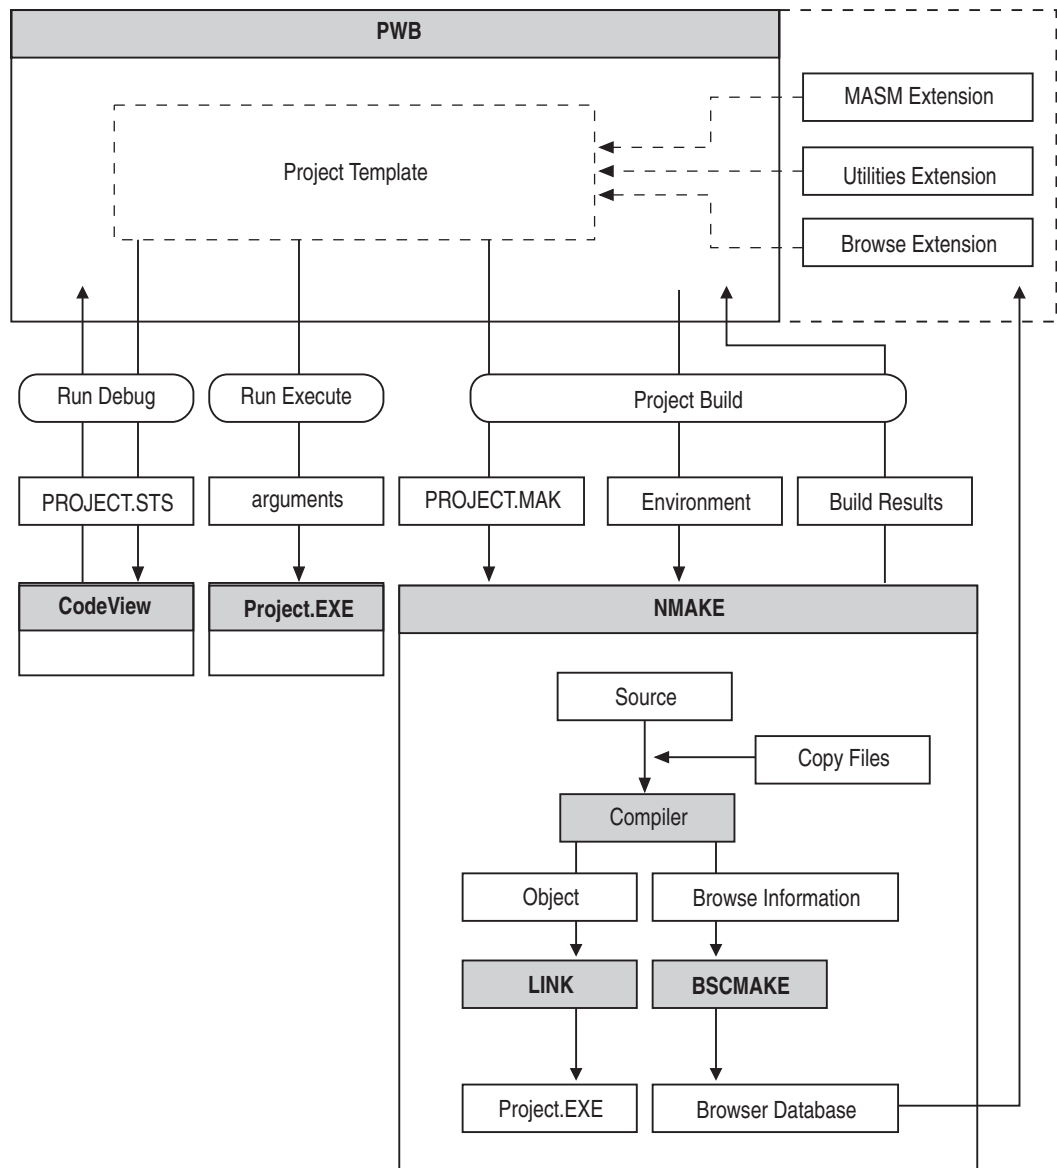 PWB
MASM Extension
Project Template
Utilities Extension
Browse Extension
Run Debug
Run Execute
Project Build
PROJECT.STS
arguments
PROJECT.MAK
Environment
Build Results
CodeView
Project.EXE
NMAKE
Source
Copy Files
Compiler
Object
Browse Information
LINK
BSCMAKE
Project.EXE
Browser Database